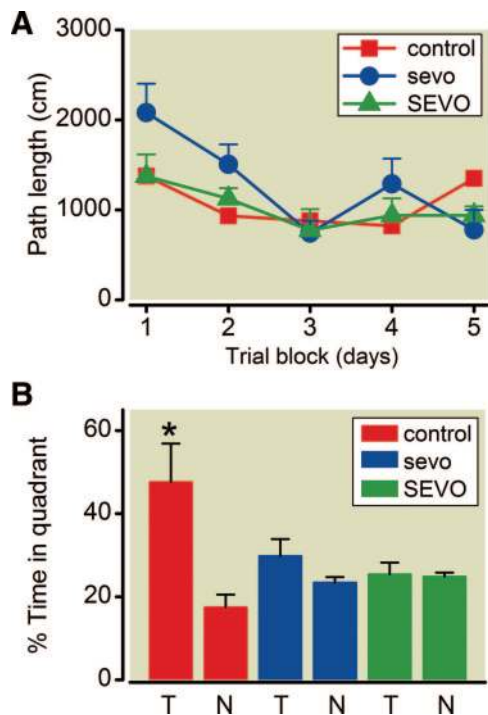 A
Path length (cm)
3000
2000
1000
0
control
sevo
SEVO
1 2 3 4 5
Trial block (days)
B
% Time in quadrant
60
40
20
0
*
control
sevo
SEVO
T N T N T N